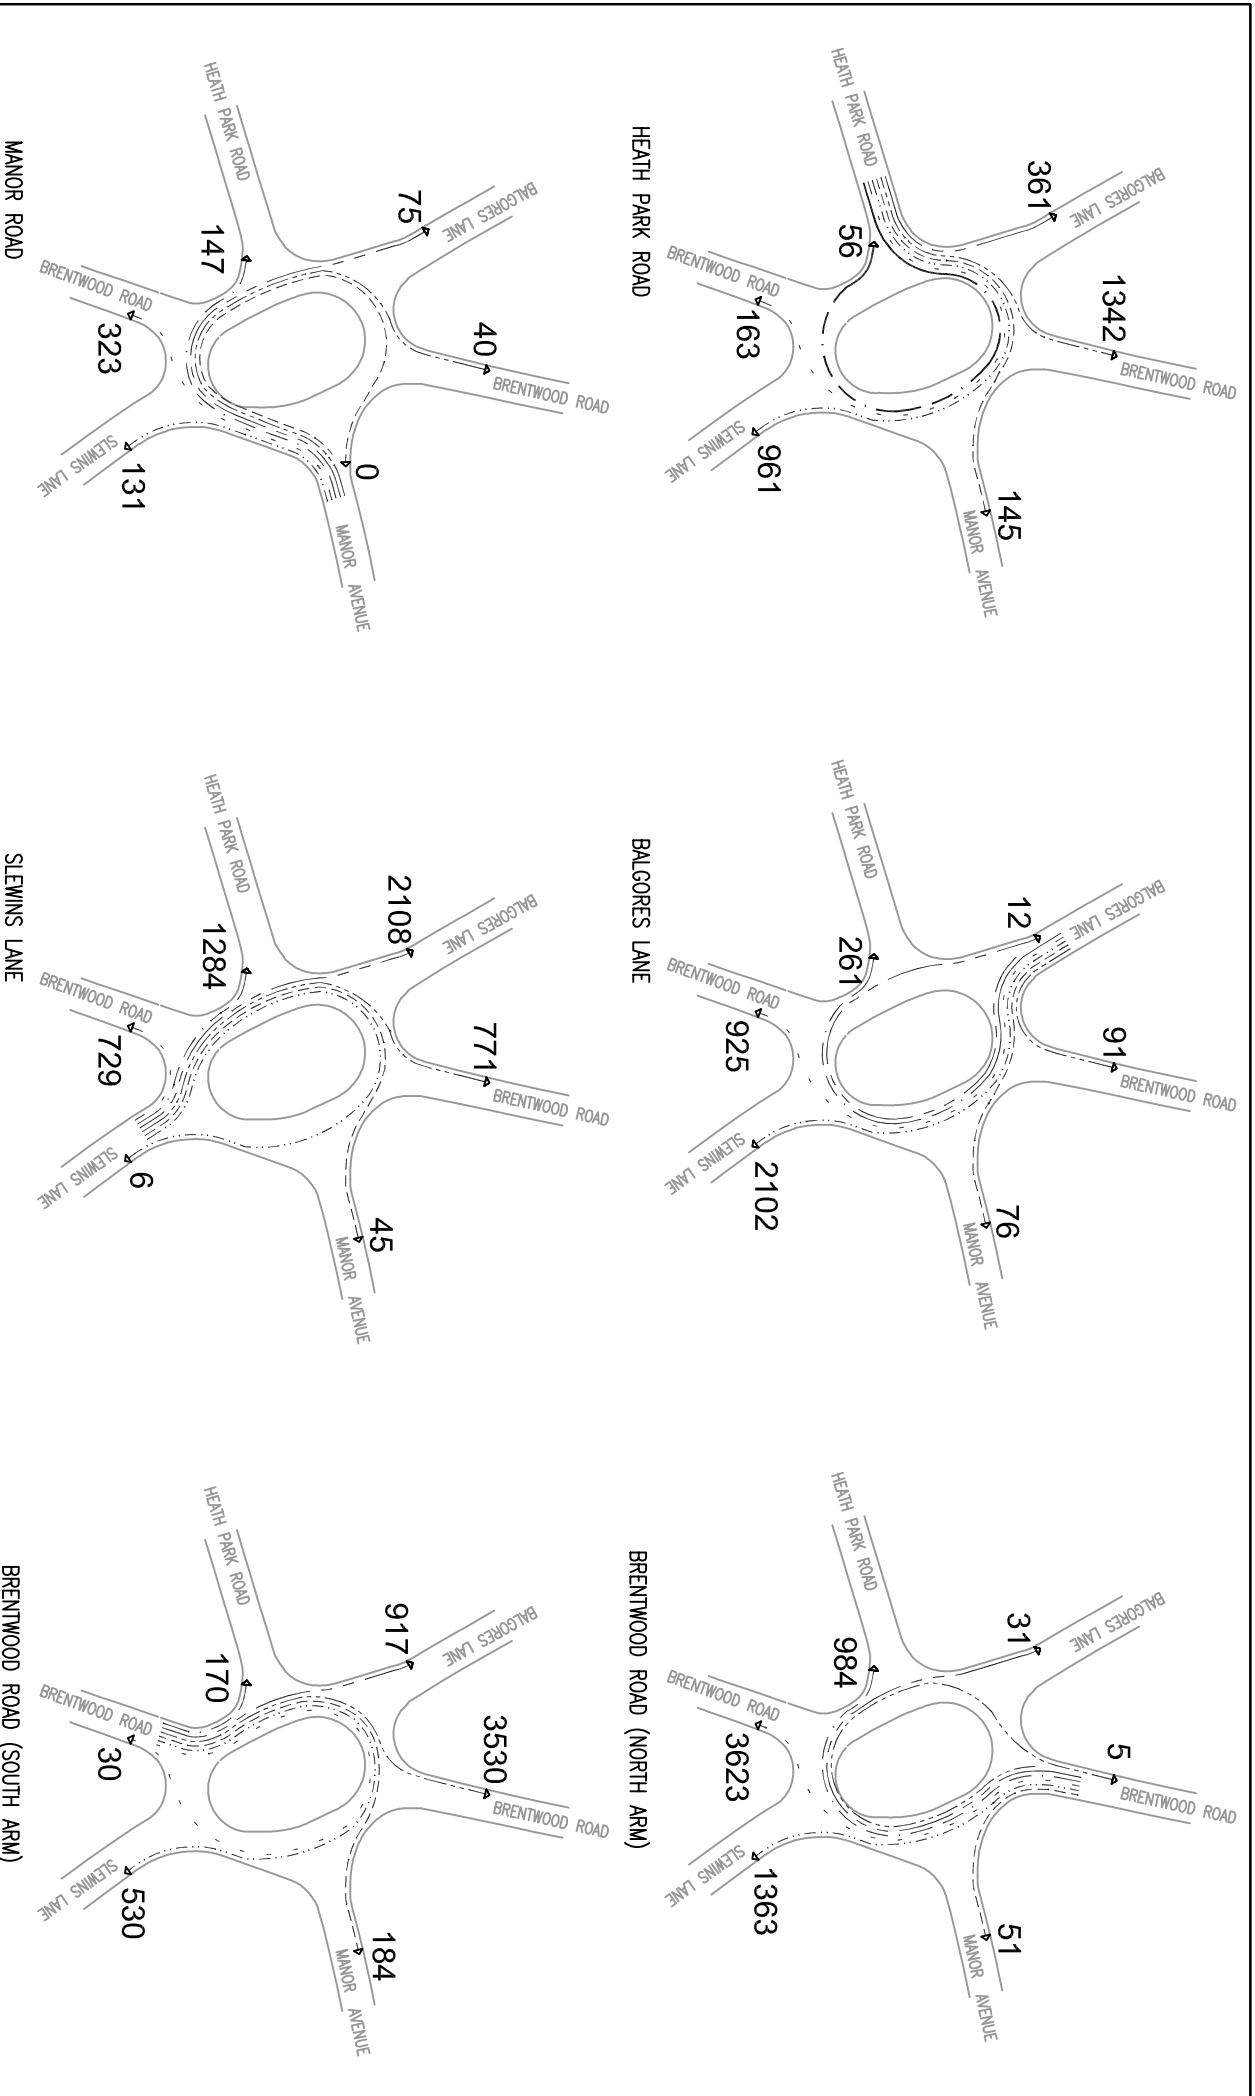 BRENTWOOD ROAD
BALGORES LANE
1342
361
MANOR AVENUE
145
HEATH PARK ROAD
56
961
163
BRENTWOOD ROAD
SLEWINS LANE
HEATH PARK ROAD
BRENTWOOD ROAD
BALGORES LANE
91
12
MANOR AVENUE
76
HEATH PARK ROAD
261
2102
925
BRENTWOOD ROAD
SLEWINS LANE
BALGORES LANE
BRENTWOOD ROAD
BALGORES LANE
5
31
MANOR AVENUE
51
HEATH PARK ROAD
984
1363
3623
BRENTWOOD ROAD
SLEWINS LANE
BRENTWOOD ROAD (NORTH ARM)
BRENTWOOD ROAD
BALGORES LANE
40
75
MANOR AVENUE
0
HEATH PARK ROAD
147
131
323
BRENTWOOD ROAD
SLEWINS LANE
MANOR ROAD
BRENTWOOD ROAD
BALGORES LANE
771
2108
MANOR AVENUE
45
HEATH PARK ROAD
1284
6
729
BRENTWOOD ROAD
SLEWINS LANE
SLEWINS LANE
BRENTWOOD ROAD
BALGORES LANE
3530
917
MANOR AVENUE
184
HEATH PARK ROAD
170
530
30
BRENTWOOD ROAD
SLEWINS LANE
BRENTWOOD ROAD (SOUTH ARM)